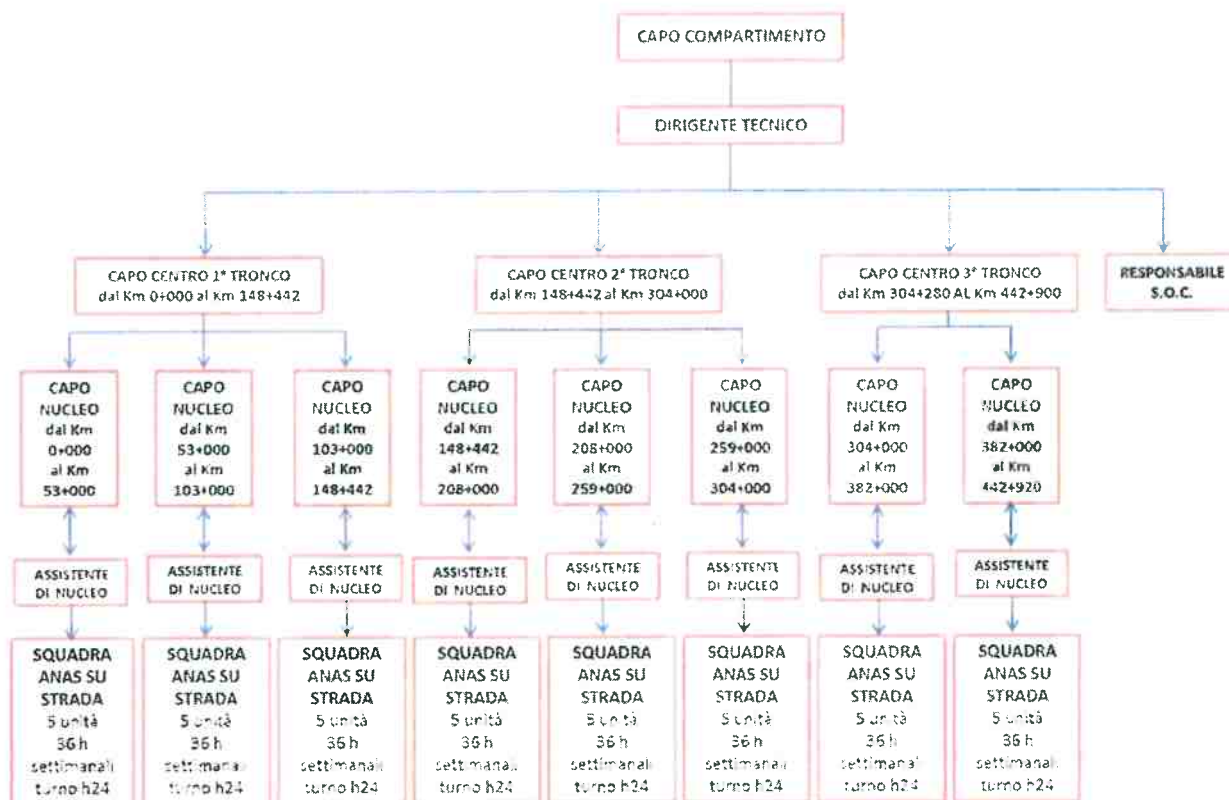 CAPO COMPARTIMENTO
DIRIGENTE TECNICO
CAPO CENTRO 1° TRONCO
dal Km 0+000 al Km 148+442
CAPO CENTRO 2° TRONCO
dal Km 148+442 al Km 304+000
CAPO CENTRO 3° TRONCO
dal Km 304+280 AL Km 442+900
RESPONSABILE
S.O.C.
CAPO
NUCLEO
dal Km
0+000
al Km
53+000
CAPO
NUCLEO
dal Km
53+000
al Km
103+000
CAPO
NUCLEO
dal Km
103+000
al Km
148+442
CAPO
NUCLEO
dal Km
148+442
al Km
208+000
CAPO
NUCLEO
dal Km
208+000
al Km
259+000
CAPO
NUCLEO
dal Km
259+000
al Km
304+000
CAPO
NUCLEO
dal Km
304+000
al Km
382+000
CAPO
NUCLEO
dal Km
382+000
al Km
442+920
ASSISTENTE
DI NUCLEO
ASSISTENTE
DI NUCLEO
ASSISTENTE
DI NUCLEO
ASSISTENTE
DI NUCLEO
ASSISTENTE
DI NUCLEO
ASSISTENTE
DI NUCLEO
ASSISTENTE
DI NUCLEO
ASSISTENTE
DI NUCLEO
SQUADRA
ANAS SU
STRADA
5 unità
36 h
settimanali
turno h24
SQUADRA
ANAS SU
STRADA
5 unità
36 h
settimanali
turno h24
SQUADRA
ANAS SU
STRADA
5 unità
36 h
settimanali
turno h24
SQUADRA
ANAS SU
STRADA
5 unità
36 h
settimanali
turno h24
SQUADRA
ANAS SU
STRADA
5 unità
36 h
settimanali
turno h24
SQUADRA
ANAS SU
STRADA
5 unità
36 h
settimanali
turno h24
SQUADRA
ANAS SU
STRADA
5 unità
36 h
settimanali
turno h24
SQUADRA
ANAS SU
STRADA
5 unità
36 h
settimanali
turno h24